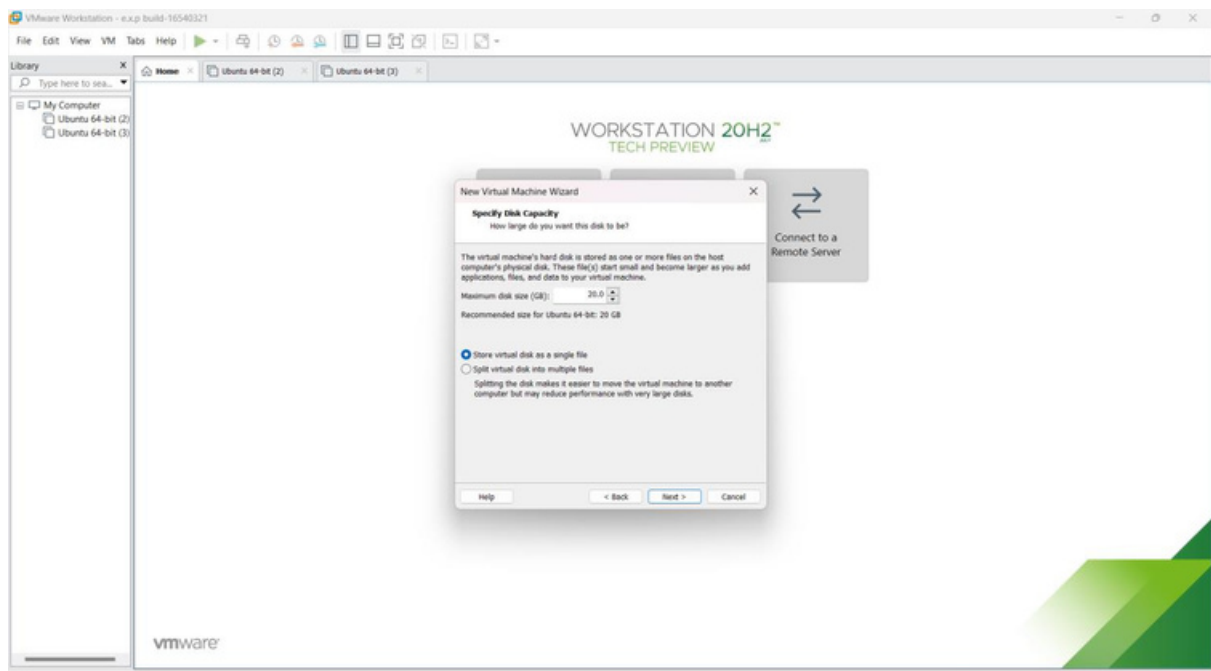 VMware Workstation - e.x.p build-16540321
File Edit View VM Tabs Help
Library
Type here to sea...
Home
Ubuntu 64-bit (2)
Ubuntu 64-bit (3)
My Computer
Ubuntu 64-bit (2)
Ubuntu 64-bit (3)
WORKSTATION 20H2™
TECH PREVIEW
Connect to a
Remote Server
New Virtual Machine Wizard
Specify Disk Capacity
How large do you want this disk to be?
The virtual machine's hard disk is stored as one or more files on the host
computer's physical disk. These file(s) start small and become larger as you add
applications, files, and data to your virtual machine.
Maximum disk size (GB): 20.0
Recommended size for Ubuntu 64-bit: 20 GB
Store virtual disk as a single file
Split virtual disk into multiple files
Splitting the disk makes it easier to move the virtual machine to another
computer but may reduce performance with very large disks.
Help < Back Next > Cancel
vmware